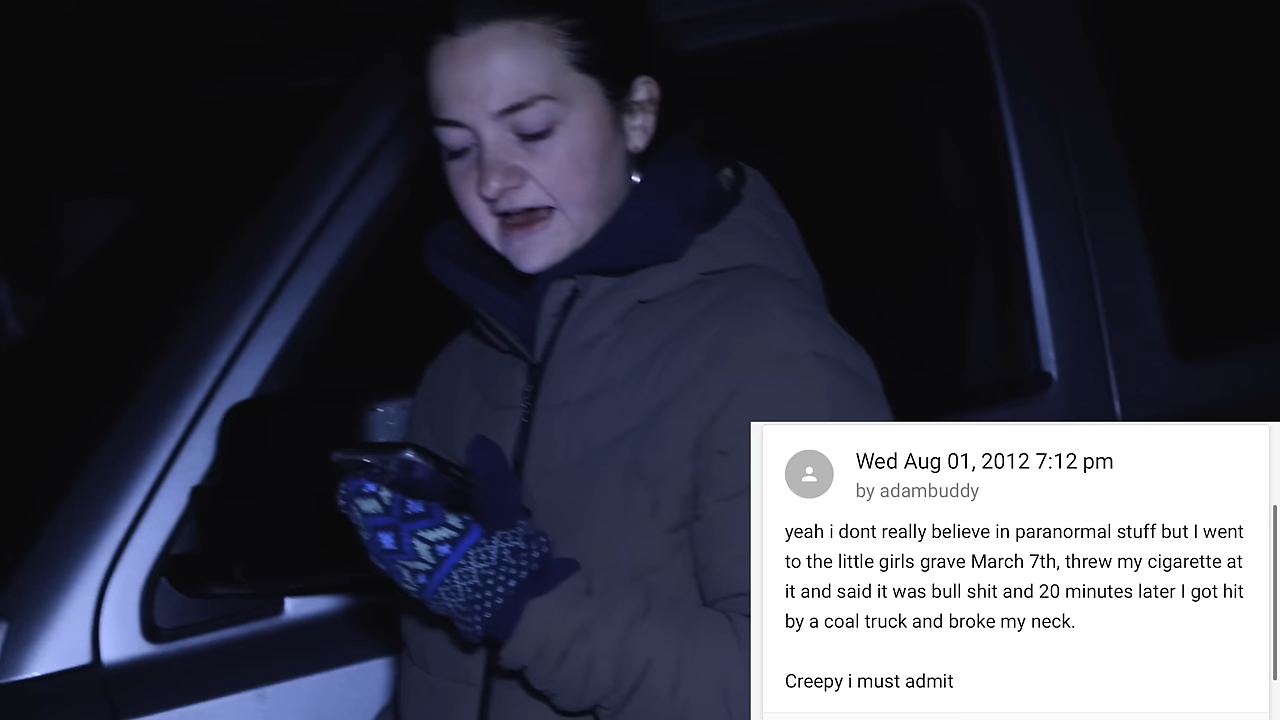 Wed Aug 01, 2012 7:12 pm
by adambuddy
yeah i dont really believe in paranormal stuff but I went
to the little girls grave March 7th, threw my cigarette at
it and said it was bull shit and 20 minutes later I got hit
by a coal truck and broke my neck.
Creepy i must admit